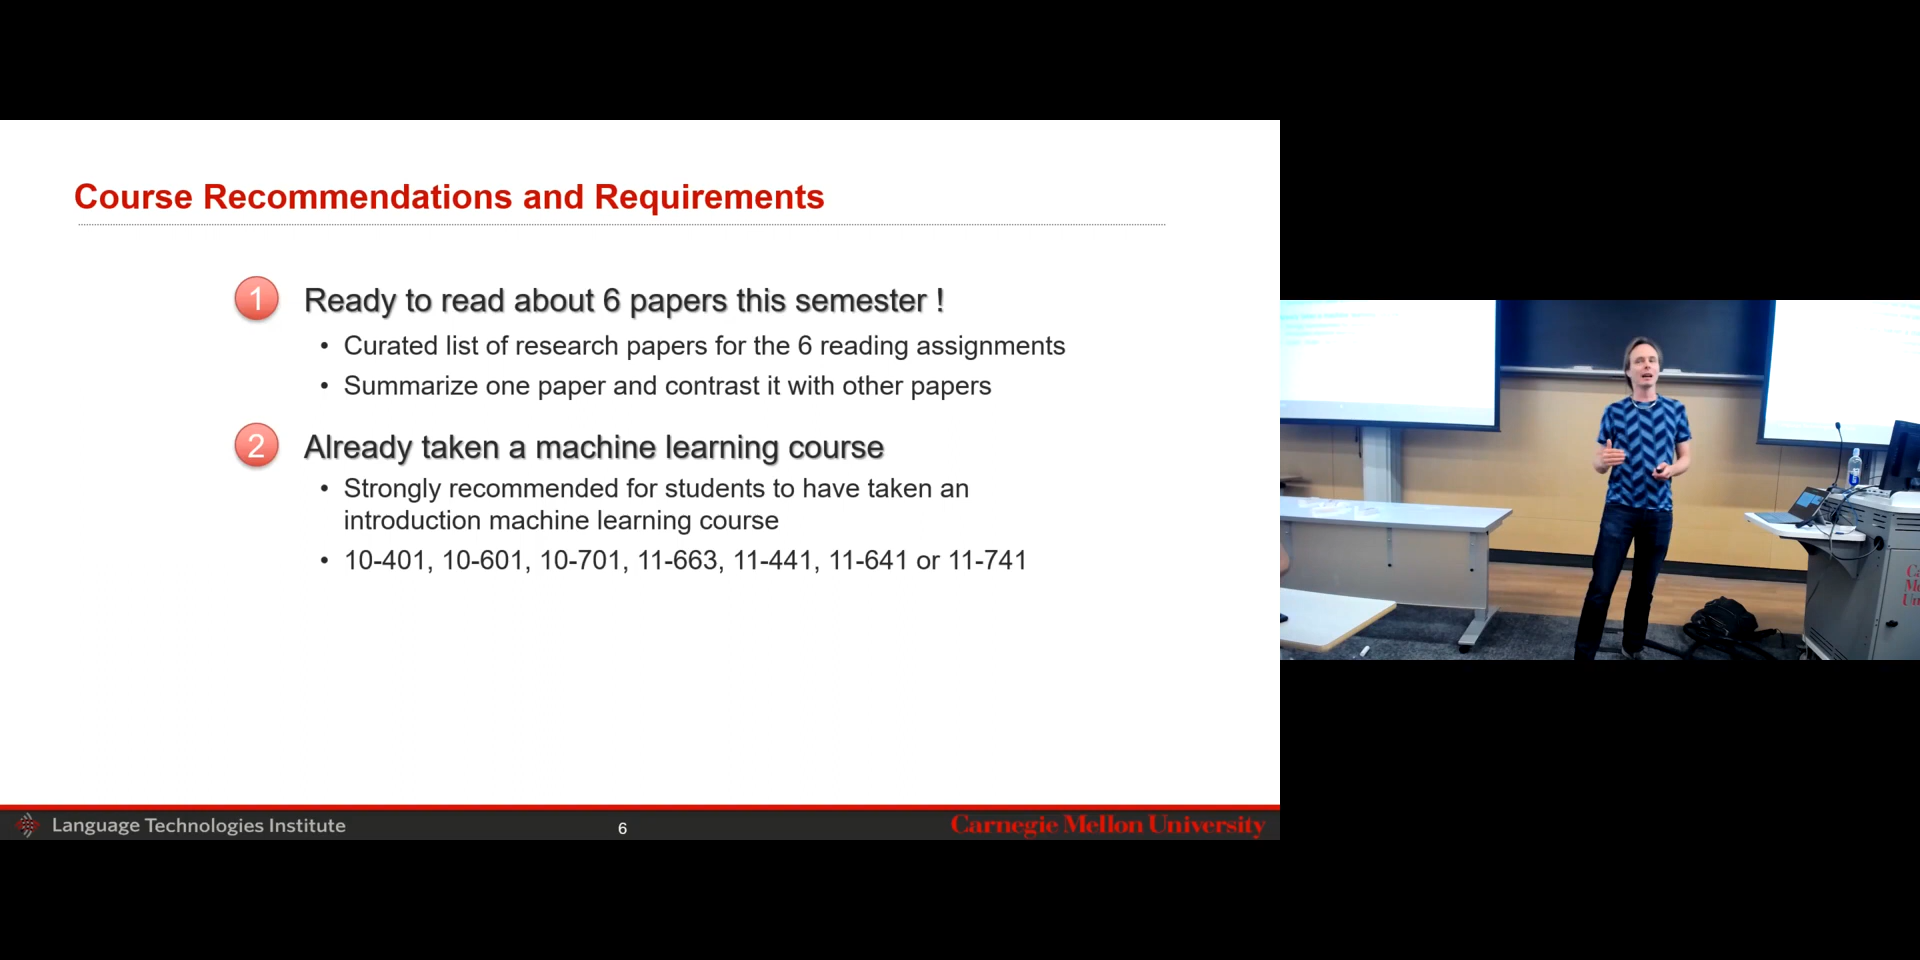 Course Recommendations and Requirements
1 Ready to read about 6 papers this semester !
• Curated list of research papers for the 6 reading assignments
• Summarize one paper and contrast it with other papers
2 Already taken a machine learning course
• Strongly recommended for students to have taken an
introduction machine learning course
• 10-401, 10-601, 10-701, 11-663, 11-441, 11-641 or 11-741
Language Technologies Institute
6
Carnegie Mellon University